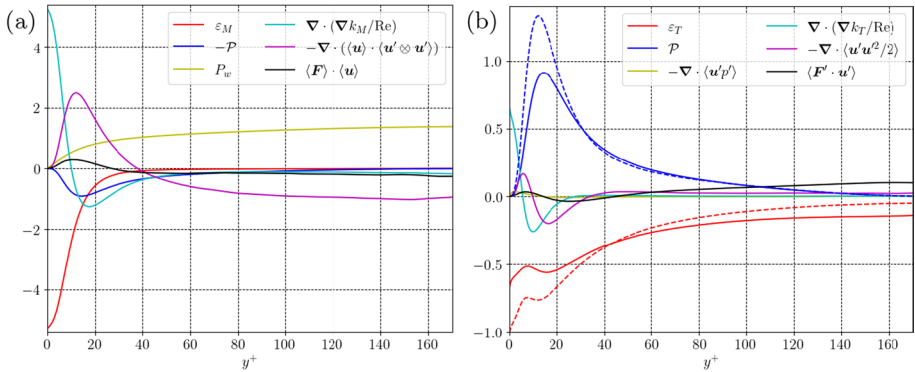 (a)
ε_M
−𝒫
P_w
∇ · (∇k_M/Re)
−∇ · (⟨u⟩ · ⟨u′ ⊗ u′⟩)
⟨F⟩ · ⟨u⟩
4
2
0
−2
−4
0 20 40 60 80 100 120 140 160
y⁺
(b)
ε_T
𝒫
−∇ · ⟨u′p′⟩
∇ · (∇k_T/Re)
−∇ · ⟨u′u′²/2⟩
⟨F′ · u′⟩
1.0
0.5
0.0
−0.5
−1.0
0 20 40 60 80 100 120 140 160
y⁺